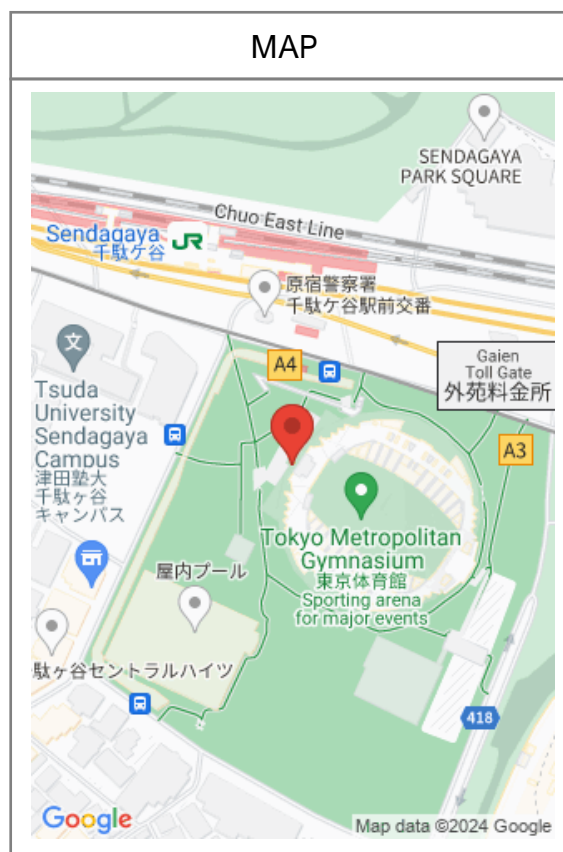 MAP
SENDAGAYA
PARK SQUARE
Chuo East Line
Sendagaya
千駄ケ谷
JR
原宿警察署
千駄ケ谷駅前交番
文
Gaien
Toll Gate
外苑料金所
A4
A3
Tsuda
University
Sendagaya
Campus
津田塾大
千駄ヶ谷
キャンパス
Tokyo Metropolitan
Gymnasium
東京体育館
Sporting arena
for major events
屋内プール
駄ヶ谷セントラルハイツ
418
Google
Map data ©2024 Google